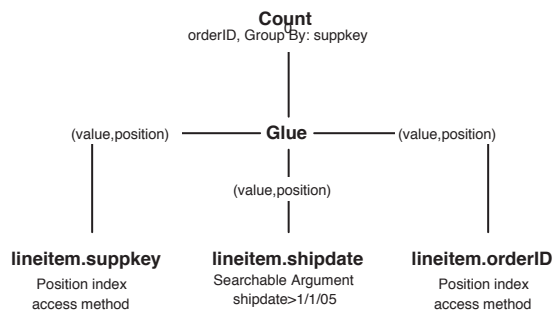 Count
0
orderID, Group By: suppkey
(value,position)
Glue
(value,position)
(value,position)
lineitem.suppkey
lineitem.shipdate
lineitem.orderID
Position index
access method
Searchable Argument
shipdate>1/1/05
Position index
access method